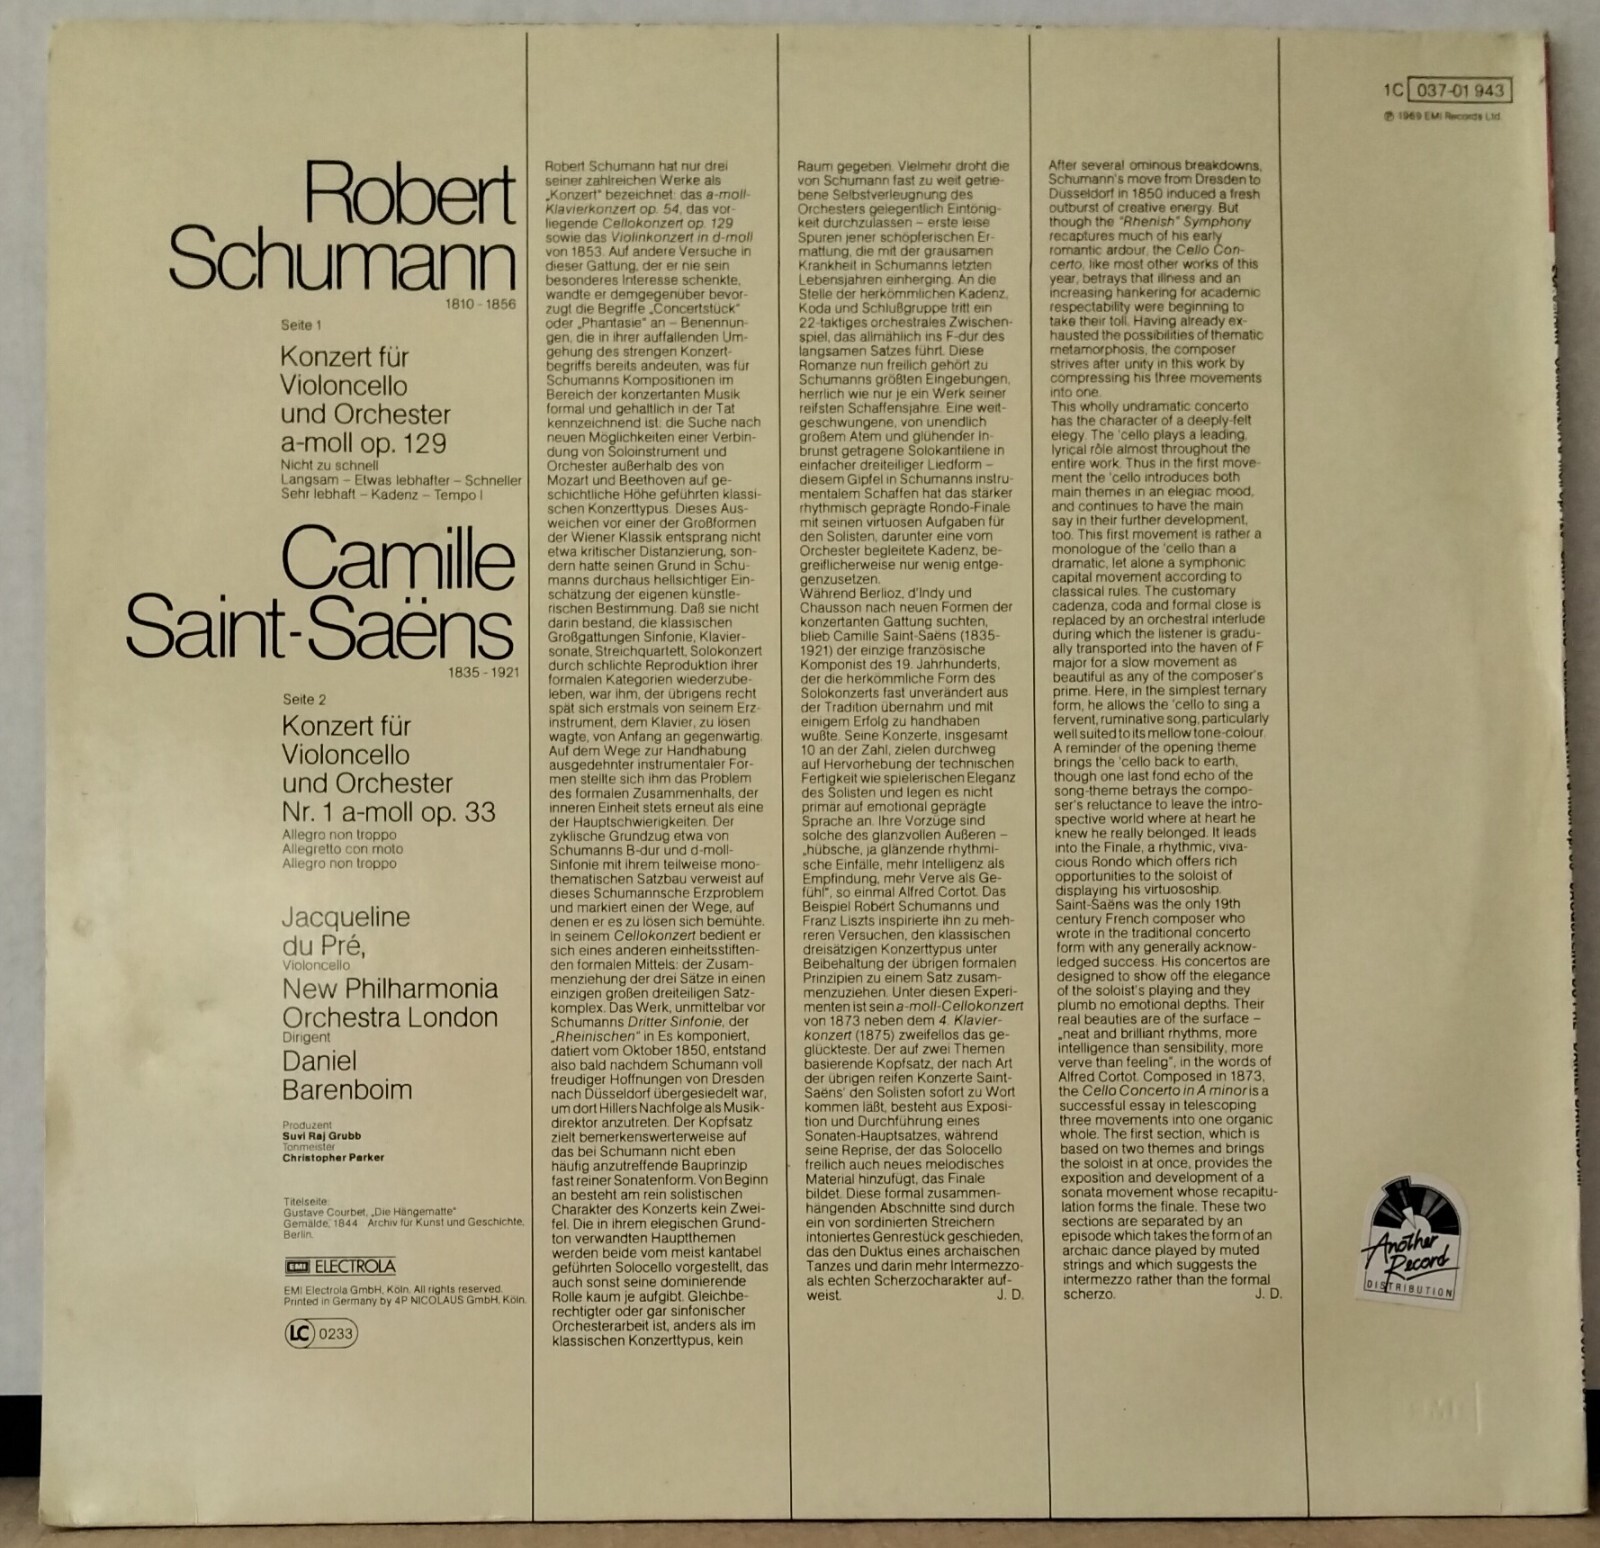 1C 037-01 943
℗ 1969 EMI Records Ltd.
Robert
Schumann
1810 - 1856
Seite 1
Konzert für
Violoncello
und Orchester
a-moll op. 129
Nicht zu schnell
Langsam – Etwas lebhafter – Schneller
Sehr lebhaft – Kadenz – Tempo I
Camille
Saint-Saëns
1835 - 1921
Seite 2
Konzert für
Violoncello
und Orchester
Nr. 1 a-moll op. 33
Allegro non troppo
Allegretto con moto
Allegro non troppo
Jacqueline
du Pré,
Violoncello
New Philharmonia
Orchestra London
Dirigent
Daniel
Barenboim
Produzent
Suvi Raj Grubb
Tonmeister
Christopher Parker
Titelseite:
Gustave Courbet, „Die Hängematte"
Gemälde, 1844 Archiv für Kunst und Geschichte,
Berlin.
EMI ELECTROLA
EMI Electrola GmbH, Köln. All rights reserved.
Printed in Germany by 4P NICOLAUS GmbH, Köln.
LC 0233
Robert Schumann hat nur drei
seiner zahlreichen Werke als
„Konzert" bezeichnet: das a-moll-
Klavierkonzert op. 54, das vor-
liegende Cellokonzert op. 129
sowie das Violinkonzert in d-moll
von 1853. Auf andere Versuche in
dieser Gattung, der er nie sein
besonderes Interesse schenkte,
wandte er demgegenüber bevor-
zugt die Begriffe „Concertstück"
oder „Phantasie" an – Benennun-
gen, die in ihrer auffallenden Um-
gehung des strengen Konzert-
begriffs bereits andeuten, was für
Schumanns Kompositionen im
Bereich der konzertanten Musik
formal und gehaltlich in der Tat
kennzeichnend ist: die Suche nach
neuen Möglichkeiten einer Verbin-
dung von Soloinstrument und
Orchester außerhalb des von
Mozart und Beethoven auf ge-
schichtliche Höhe geführten klassi-
schen Konzerttypus. Dieses Aus-
weichen vor einer der Großformen
der Wiener Klassik entsprang nicht
etwa kritischer Distanzierung, son-
dern hatte seinen Grund in Schu-
manns durchaus hellsichtiger Ein-
schätzung der eigenen künstle-
rischen Bestimmung. Daß sie nicht
darin bestand, die klassischen
Großgattungen Sinfonie, Klavier-
sonate, Streichquartett, Solokonzert
durch schlichte Reproduktion ihrer
formalen Kategorien wiederzube-
leben, war ihm, der übrigens recht
spät sich erstmals von seinem Erz-
instrument, dem Klavier, zu lösen
wagte, von Anfang an gegenwärtig.
Auf dem Wege zur Handhabung
ausgedehnter instrumentaler For-
men stellte sich ihm das Problem
des formalen Zusammenhalts, der
inneren Einheit stets erneut als eine
der Hauptschwierigkeiten. Der
zyklische Grundzug etwa von
Schumanns B-dur und d-moll-
Sinfonie mit ihrem teilweise mono-
thematischen Satzbau verweist auf
dieses Schumannsche Erzproblem
und markiert einen der Wege, auf
denen er es zu lösen sich bemühte.
In seinem Cellokonzert bedient er
sich eines anderen einheitsstiften-
den formalen Mittels: der Zusam-
menziehung der drei Sätze in einen
einzigen großen dreiteiligen Satz-
komplex. Das Werk, unmittelbar vor
Schumanns Dritter Sinfonie, der
„Rheinischen" in Es komponiert,
datiert vom Oktober 1850, entstand
also bald nachdem Schumann voll
freudiger Hoffnungen von Dresden
nach Düsseldorf übergesiedelt war,
um dort Hillers Nachfolge als Musik-
direktor anzutreten. Der Kopfsatz
zielt bemerkenswerterweise auf
das bei Schumann nicht eben
häufig anzutreffende Bauprinzip
fast reiner Sonatenform. Von Beginn
an besteht am rein solistischen
Charakter des Konzerts kein Zwei-
fel. Die in ihrem elegischen Grund-
ton verwandten Hauptthemen
werden beide vom meist kantabel
geführten Solocello vorgestellt, das
auch sonst seine dominierende
Rolle kaum je aufgibt. Gleichbe-
rechtigter oder gar sinfonischer
Orchesterarbeit ist, anders als im
klassischen Konzerttypus, kein
Raum gegeben. Vielmehr droht die
von Schumann fast zu weit getrie-
bene Selbstverleugnung des
Orchesters gelegentlich Eintönig-
keit durchzulassen – erste leise
Spuren jener schöpferischen Er-
mattung, die mit der grausamen
Krankheit in Schumanns letzten
Lebensjahren einherging. An die
Stelle der herkömmlichen Kadenz,
Koda und Schlußgruppe tritt ein
22-taktiges orchestrales Zwischen-
spiel, das allmählich ins F-dur des
langsamen Satzes führt. Diese
Romanze nun freilich gehört zu
Schumanns größten Eingebungen,
herrlich wie nur je ein Werk seiner
reifsten Schaffensjahre. Eine weit-
geschwungene, von unendlich
großem Atem und glühender In-
brunst getragene Solokantilene in
einfacher dreiteiliger Liedform –
diesem Gipfel in Schumanns instru-
mentalem Schaffen hat das stärker
rhythmisch geprägte Rondo-Finale
mit seinen virtuosen Aufgaben für
den Solisten, darunter eine vom
Orchester begleitete Kadenz, be-
greiflicherweise nur wenig entge-
genzusetzen.
Während Berlioz, d'Indy und
Chausson nach neuen Formen der
konzertanten Gattung suchten,
blieb Camille Saint-Saëns (1835-
1921) der einzige französische
Komponist des 19. Jahrhunderts,
der die herkömmliche Form des
Solokonzerts fast unverändert aus
der Tradition übernahm und mit
einigem Erfolg zu handhaben
wußte. Seine Konzerte, insgesamt
10 an der Zahl, zielen durchweg
auf Hervorhebung der technischen
Fertigkeit wie spielerischen Eleganz
des Solisten und legen es nicht
primär auf emotional geprägte
Sprache an. Ihre Vorzüge sind
solche des glanzvollen Äußeren –
„hübsche, ja glänzende rhythmi-
sche Einfälle, mehr Intelligenz als
Empfindung, mehr Verve als Ge-
fühl", so einmal Alfred Cortot. Das
Beispiel Robert Schumanns und
Franz Liszts inspirierte ihn zu meh-
reren Versuchen, den klassischen
dreisätzigen Konzerttypus unter
Beibehaltung der übrigen formalen
Prinzipien zu einem Satz zusam-
menzuziehen. Unter diesen Experi-
menten ist sein a-moll-Cellokonzert
von 1873 neben dem 4. Klavier-
konzert (1875) zweifellos das ge-
glückteste. Der auf zwei Themen
basierende Kopfsatz, der nach Art
der übrigen reifen Konzerte Saint-
Saëns' den Solisten sofort zu Wort
kommen läßt, besteht aus Exposi-
tion und Durchführung eines
Sonaten-Hauptsatzes, während
seine Reprise, der das Solocello
freilich auch neues melodisches
Material hinzufügt, das Finale
bildet. Diese formal zusammen-
hängenden Abschnitte sind durch
ein von sordinierten Streichern
intoniertes Genrestück geschieden,
das den Duktus eines archaischen
Tanzes und darin mehr Intermezzo-
als echten Scherzocharakter auf-
weist. J. D.
After several ominous breakdowns,
Schumann's move from Dresden to
Düsseldorf in 1850 induced a fresh
outburst of creative energy. But
though the "Rhenish" Symphony
recaptures much of his early
romantic ardour, the Cello Con-
certo, like most other works of this
year, betrays that illness and an
increasing hankering for academic
respectability were beginning to
take their toll. Having already ex-
hausted the possibilities of thematic
metamorphosis, the composer
strives after unity in this work by
compressing his three movements
into one.
This wholly undramatic concerto
has the character of a deeply-felt
elegy. The 'cello plays a leading,
lyrical rôle almost throughout the
entire work. Thus in the first move-
ment the 'cello introduces both
main themes in an elegiac mood,
and continues to have the main
say in their further development,
too. This first movement is rather a
monologue of the 'cello than a
dramatic, let alone a symphonic
capital movement according to
classical rules. The customary
cadenza, coda and formal close is
replaced by an orchestral interlude
during which the listener is gradu-
ally transported into the haven of F
major for a slow movement as
beautiful as any of the composer's
prime. Here, in the simplest ternary
form, he allows the 'cello to sing a
fervent, ruminative song, particularly
well suited to its mellow tone-colour.
A reminder of the opening theme
brings the 'cello back to earth,
though one last fond echo of the
song-theme betrays the compo-
ser's reluctance to leave the intro-
spective world where at heart he
knew he really belonged. It leads
into the Finale, a rhythmic, viva-
cious Rondo which offers rich
opportunities to the soloist of
displaying his virtuosoship.
Saint-Saëns was the only 19th
century French composer who
wrote in the traditional concerto
form with any generally acknow-
ledged success. His concertos are
designed to show off the elegance
of the soloist's playing and they
plumb no emotional depths. Their
real beauties are of the surface –
„neat and brilliant rhythms, more
intelligence than sensibility, more
verve than feeling", in the words of
Alfred Cortot. Composed in 1873,
the Cello Concerto in A minor is a
successful essay in telescoping
three movements into one organic
whole. The first section, which is
based on two themes and brings
the soloist in at once, provides the
exposition and development of a
sonata movement whose recapitu-
lation forms the finale. These two
sections are separated by an
episode which takes the form of an
archaic dance played by muted
strings and which suggests the
intermezzo rather than the formal
scherzo. J. D.
Another
Record
DISTRIBUTION
EMI